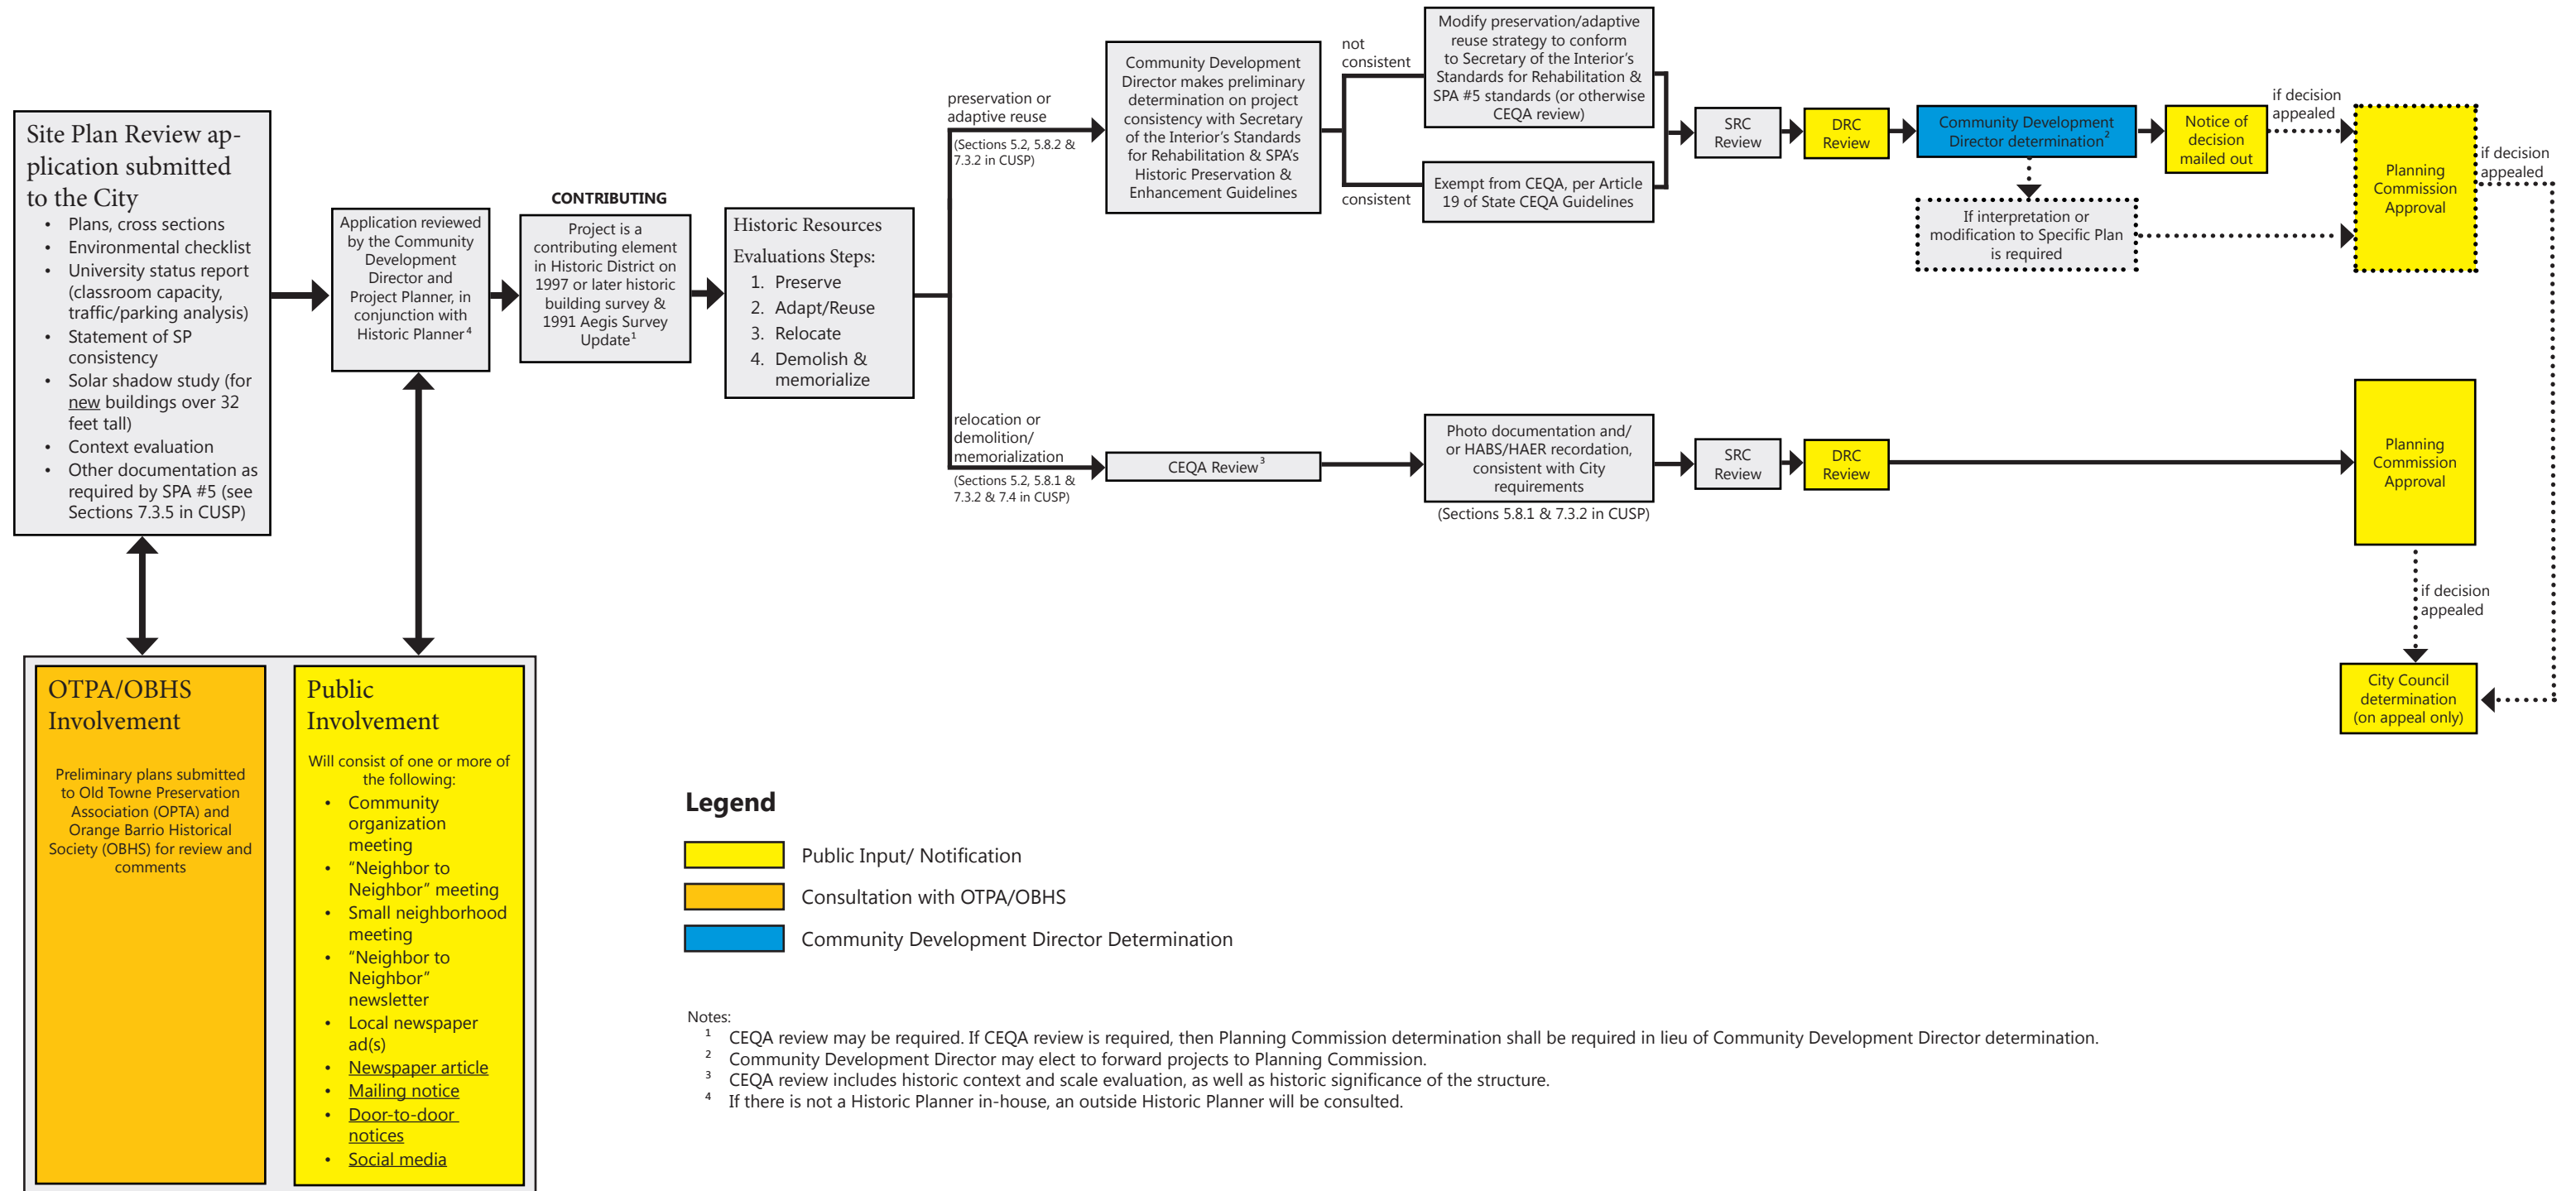 Site Plan Review ap-
plication submitted
to the City
• Plans, cross sections
• Environmental checklist
• University status report
(classroom capacity,
traffic/parking analysis)
• Statement of SP
consistency
• Solar shadow study (for
new buildings over 32
feet tall)
• Context evaluation
• Other documentation as
required by SPA #5 (see
Sections 7.3.5 in CUSP)
Application reviewed
by the Community
Development
Director and
Project Planner, in
conjunction with
Historic Planner⁴
CONTRIBUTING
Project is a
contributing element
in Historic District on
1997 or later historic
building survey &
1991 Aegis Survey
Update¹
Historic Resources
Evaluations Steps:
1. Preserve
2. Adapt/Reuse
3. Relocate
4. Demolish &
memorialize
preservation or
adaptive reuse
(Sections 5.2, 5.8.2 &
7.3.2 in CUSP)
Community Development
Director makes preliminary
determination on project
consistency with Secretary
of the Interior's Standards
for Rehabilitation & SPA's
Historic Preservation &
Enhancement Guidelines
not
consistent
Modify preservation/adaptive
reuse strategy to conform
to Secretary of the Interior's
Standards for Rehabilitation &
SPA #5 standards (or otherwise
CEQA review)
consistent
Exempt from CEQA, per Article
19 of State CEQA Guidelines
SRC
Review
DRC
Review
Community Development
Director determination²
If interpretation or
modification to Specific Plan
is required
Notice of
decision
mailed out
if decision
appealed
Planning
Commission
Approval
if decision
appealed
relocation or
demolition/
memorialization
(Sections 5.2, 5.8.1 &
7.3.2 & 7.4 in CUSP)
CEQA Review³
Photo documentation and/
or HABS/HAER recordation,
consistent with City
requirements
(Sections 5.8.1 & 7.3.2 in CUSP)
SRC
Review
DRC
Review
Planning
Commission
Approval
if decision
appealed
City Council
determination
(on appeal only)
OTPA/OBHS
Involvement
Preliminary plans submitted
to Old Towne Preservation
Association (OPTA) and
Orange Barrio Historical
Society (OBHS) for review and
comments
Public
Involvement
Will consist of one or more of
the following:
• Community
organization
meeting
• "Neighbor to
Neighbor" meeting
• Small neighborhood
meeting
• "Neighbor to
Neighbor"
newsletter
• Local newspaper
ad(s)
• Newspaper article
• Mailing notice
• Door-to-door
notices
• Social media
Legend
Public Input/ Notification
Consultation with OTPA/OBHS
Community Development Director Determination
Notes:
¹ CEQA review may be required. If CEQA review is required, then Planning Commission determination shall be required in lieu of Community Development Director determination.
² Community Development Director may elect to forward projects to Planning Commission.
³ CEQA review includes historic context and scale evaluation, as well as historic significance of the structure.
⁴ If there is not a Historic Planner in-house, an outside Historic Planner will be consulted.